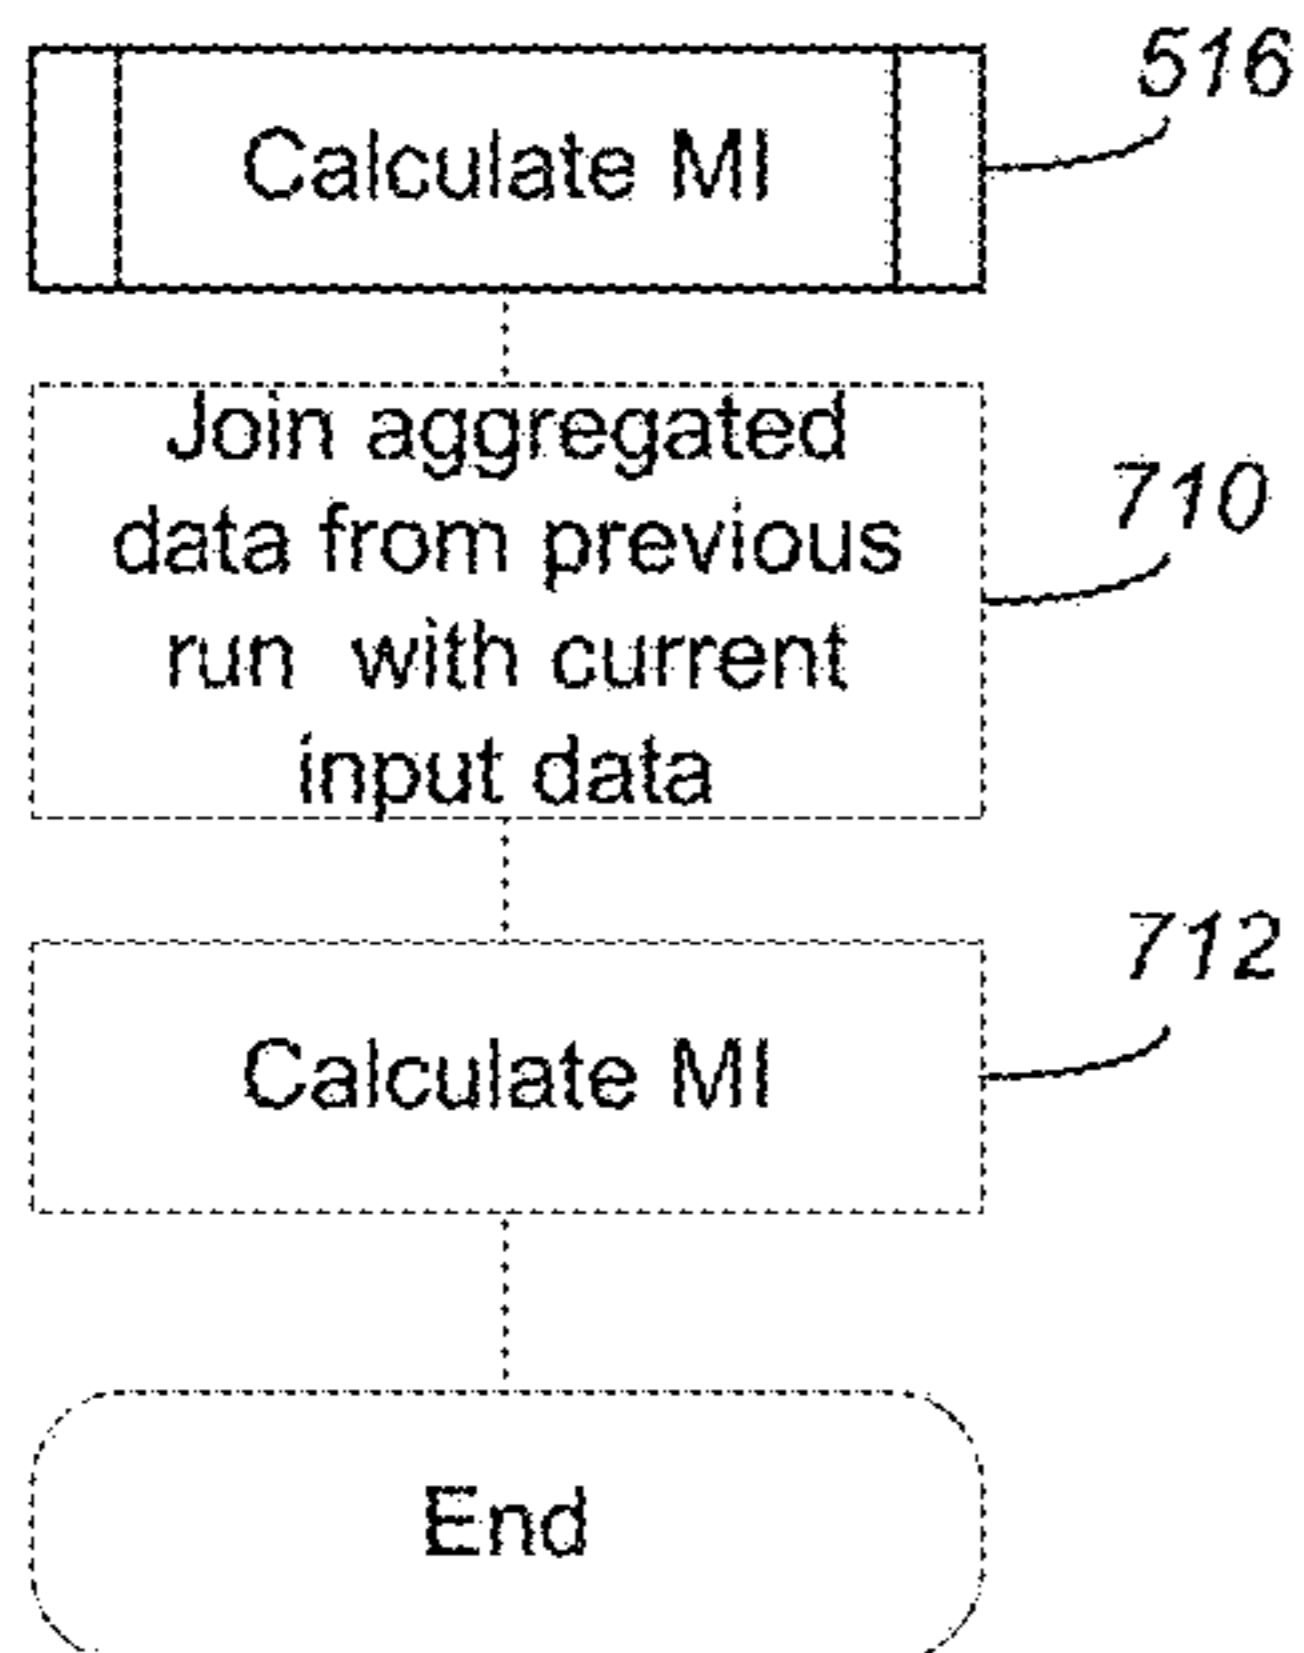 516
Calculate MI
Join aggregated
data from previous
710
run with current
input data
712
Calculate MI
End